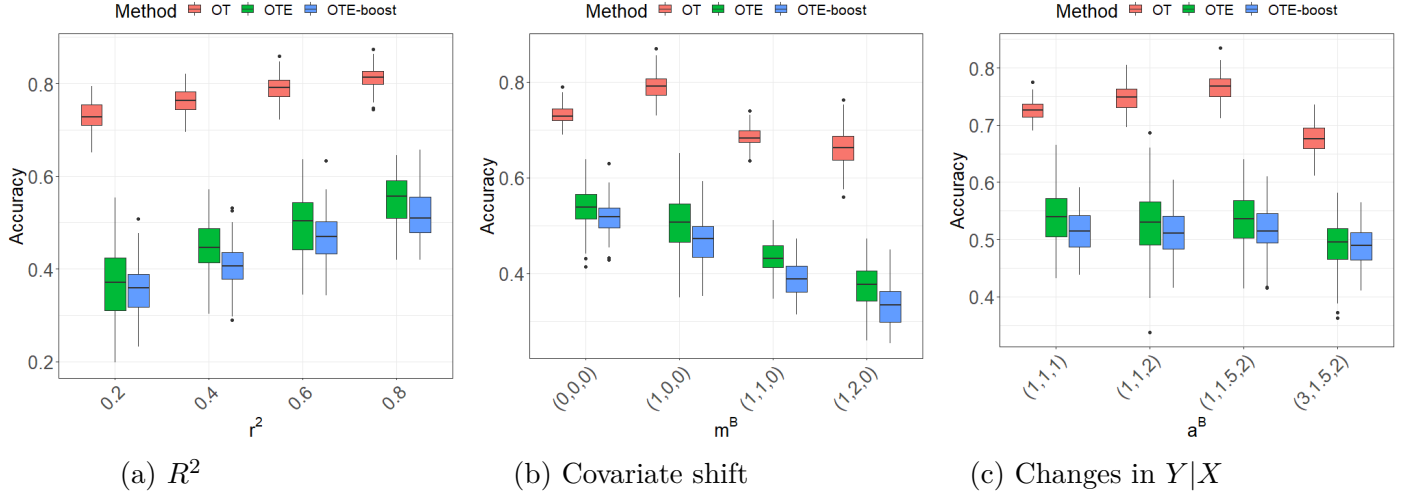 Method OT OTE OTE-boost
Accuracy
0.8
0.6
0.4
0.2
0.2 0.4 0.6 0.8
r²
(a) R²
Method OT OTE OTE-boost
Accuracy
0.8
0.6
0.4
(0,0,0) (1,0,0) (1,1,0) (1,2,0)
m^B
(b) Covariate shift
Method OT OTE OTE-boost
Accuracy
0.8
0.7
0.6
0.5
0.4
(1,1,1) (1,1,2) (1,1.5,2) (3,1.5,2)
a^B
(c) Changes in Y|X